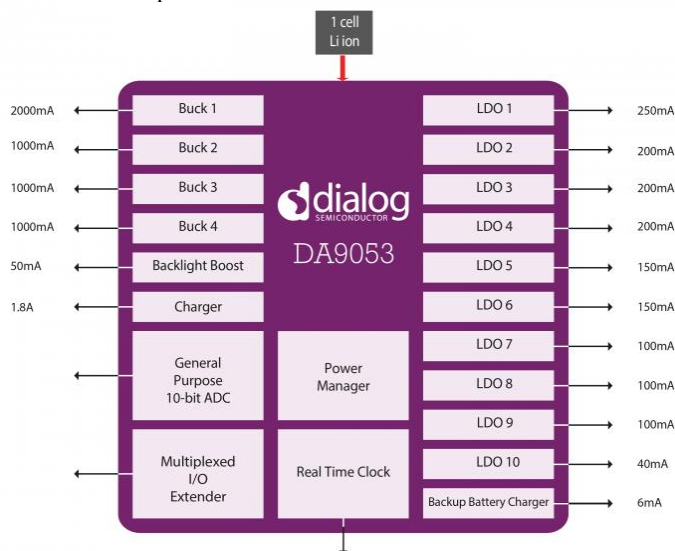 1 cell
Li ion
2000mA
Buck 1
1000mA
Buck 2
1000mA
Buck 3
1000mA
Buck 4
50mA
Backlight Boost
1.8A
Charger
General
Purpose
10-bit ADC
Multiplexed
I/O
Extender
dialog
SEMICONDUCTOR
DA9053
Power
Manager
Real Time Clock
LDO 1
250mA
LDO 2
200mA
LDO 3
200mA
LDO 4
200mA
LDO 5
150mA
LDO 6
150mA
LDO 7
100mA
LDO 8
100mA
LDO 9
100mA
LDO 10
40mA
Backup Battery Charger
6mA